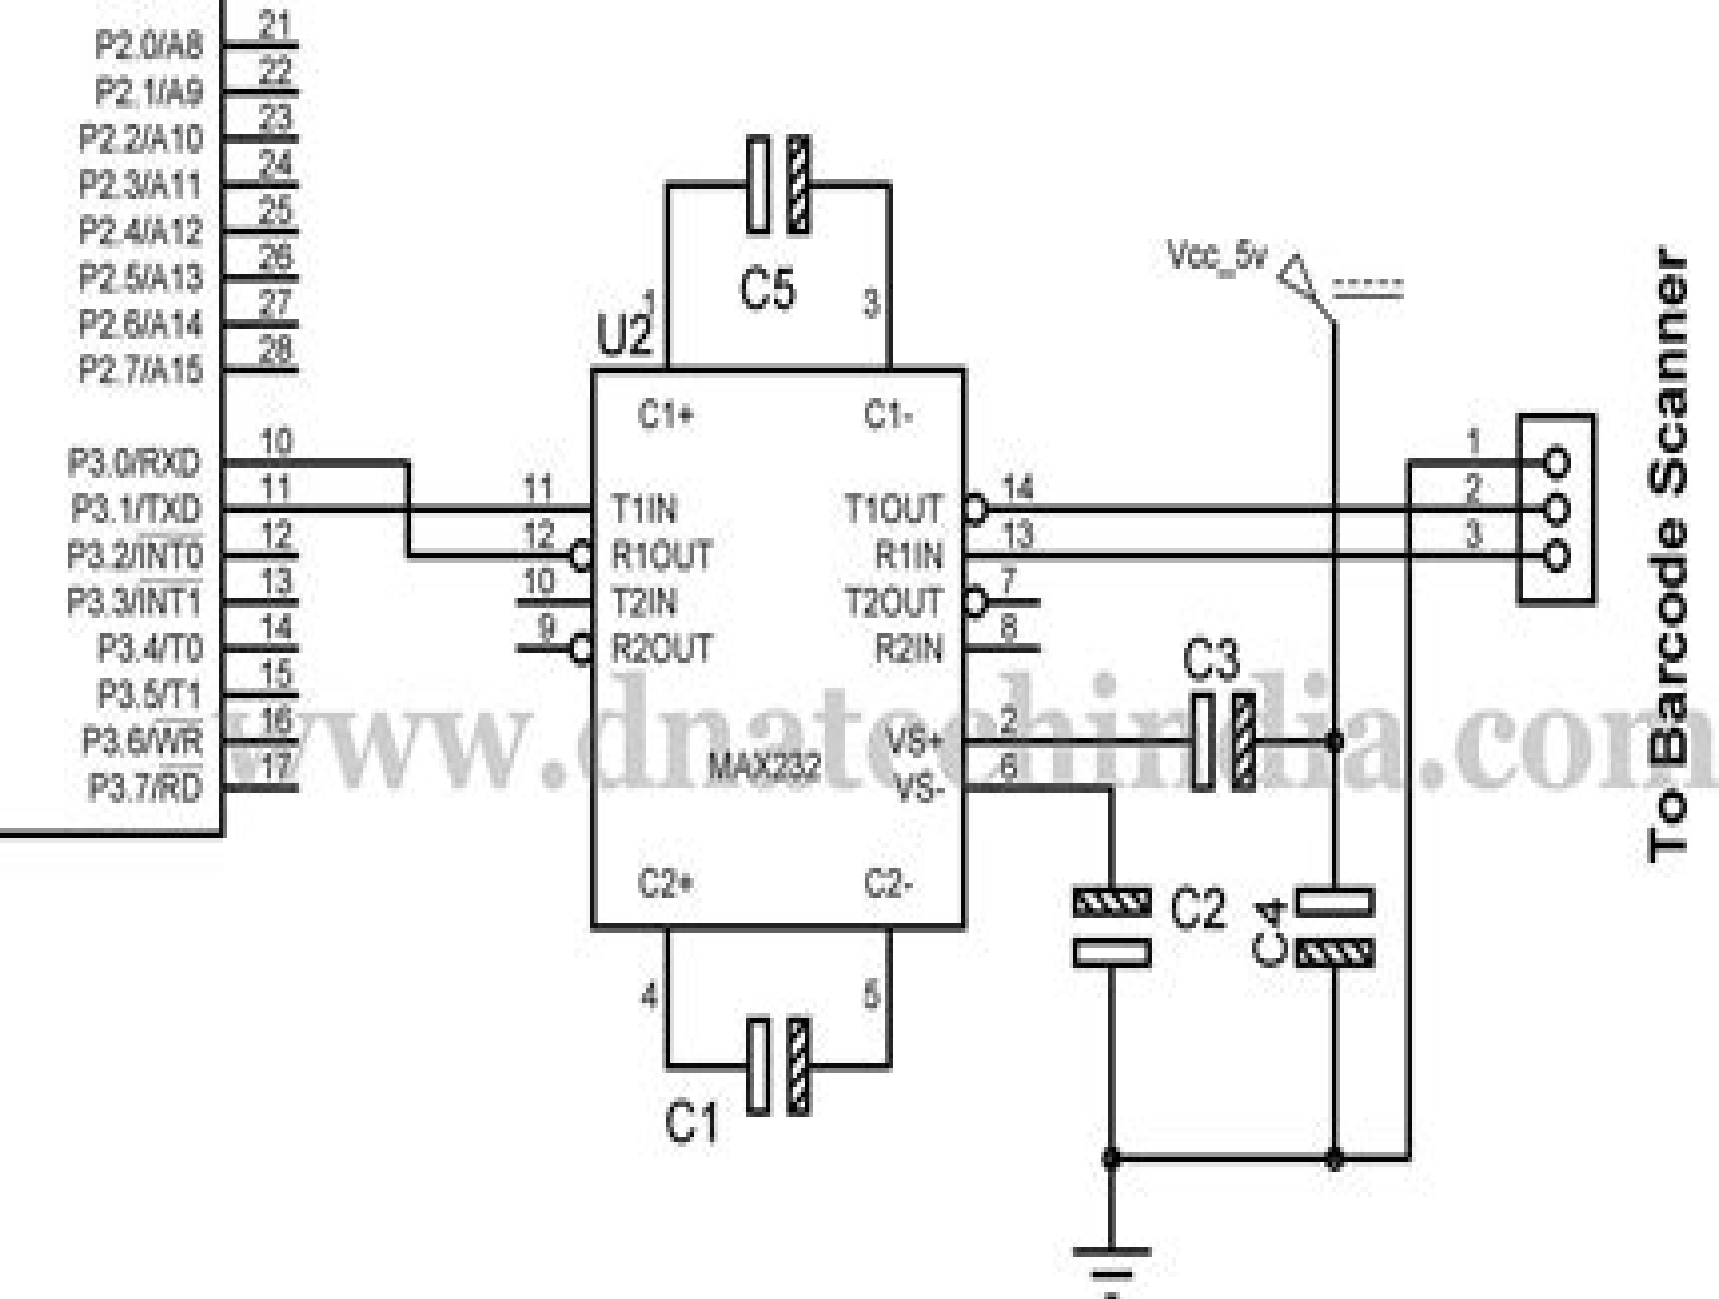 P2.0/A8 21
P2.1/A9 22
P2.2/A10 23
P2.3/A11 24
P2.4/A12 25
P2.5/A13 26
P2.6/A14 27
P2.7/A15 28
P3.0/RXD 10
P3.1/TXD 11
P3.2/INT0 12
P3.3/INT1 13
P3.4/T0 14
P3.5/T1 15
P3.6/WR 16
P3.7/RD 17
C5
1
3
U2
C1+
C1-
11 T1IN
12 R1OUT
10 T2IN
9 R2OUT
T1OUT 14
R1IN 13
T2OUT 7
R2IN 8
VS+ 2
VS- 6
MAX232
C2+
C2-
4
5
C1
Vcc_5v
1
2
3
To Barcode Scanner
C3
C2
C4
www.dnatechindia.com